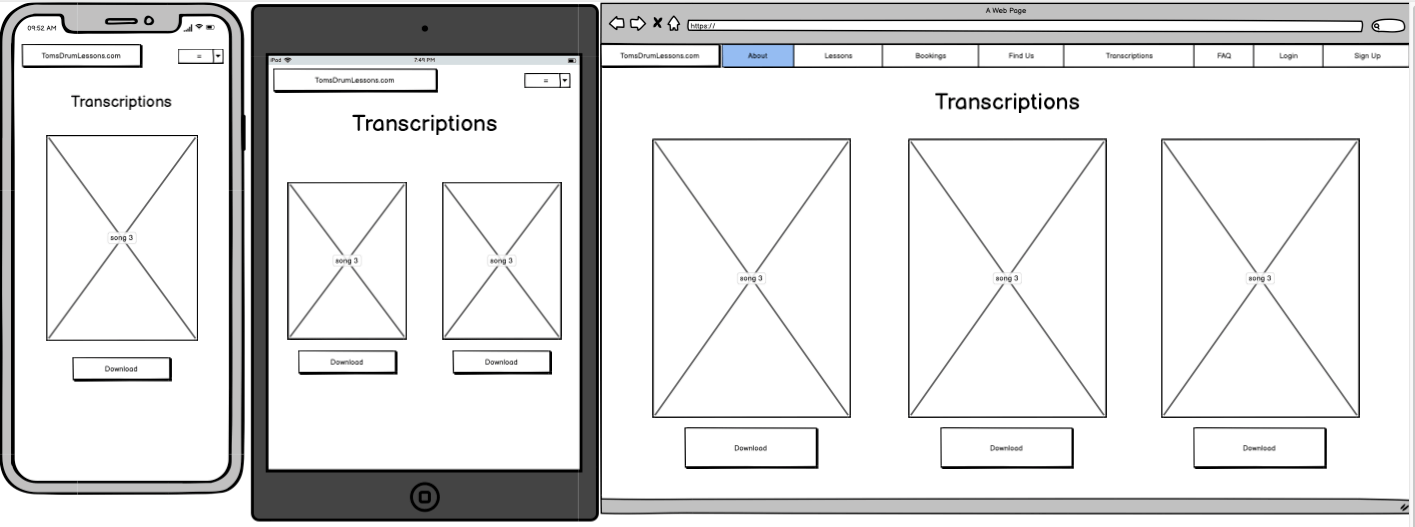 09:52 AM
TomsDrumLessons.com
=
Transcriptions
song 3
Download
iPad
7:49 PM
TomsDrumLessons.com
=
Transcriptions
song 3
song 3
Download
Download
A Web Page
https://
TomsDrumLessons.com About Lessons Bookings Find Us Transcriptions FAQ Login Sign Up
Transcriptions
song 3
song 3
song 3
Download
Download
Download